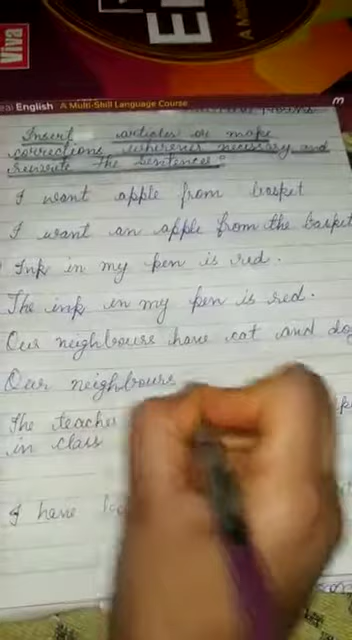 Viva
English A Multi-Skill Language Course
Insert articles or make
corrections wherever necessary and
rewrite the sentences
I want apple from basket
I want an apple from the basket
Ink in my pen is red.
The ink in my pen is red.
Our neighbours have cat and dog
Our neighbours
The teacher
in class
I have